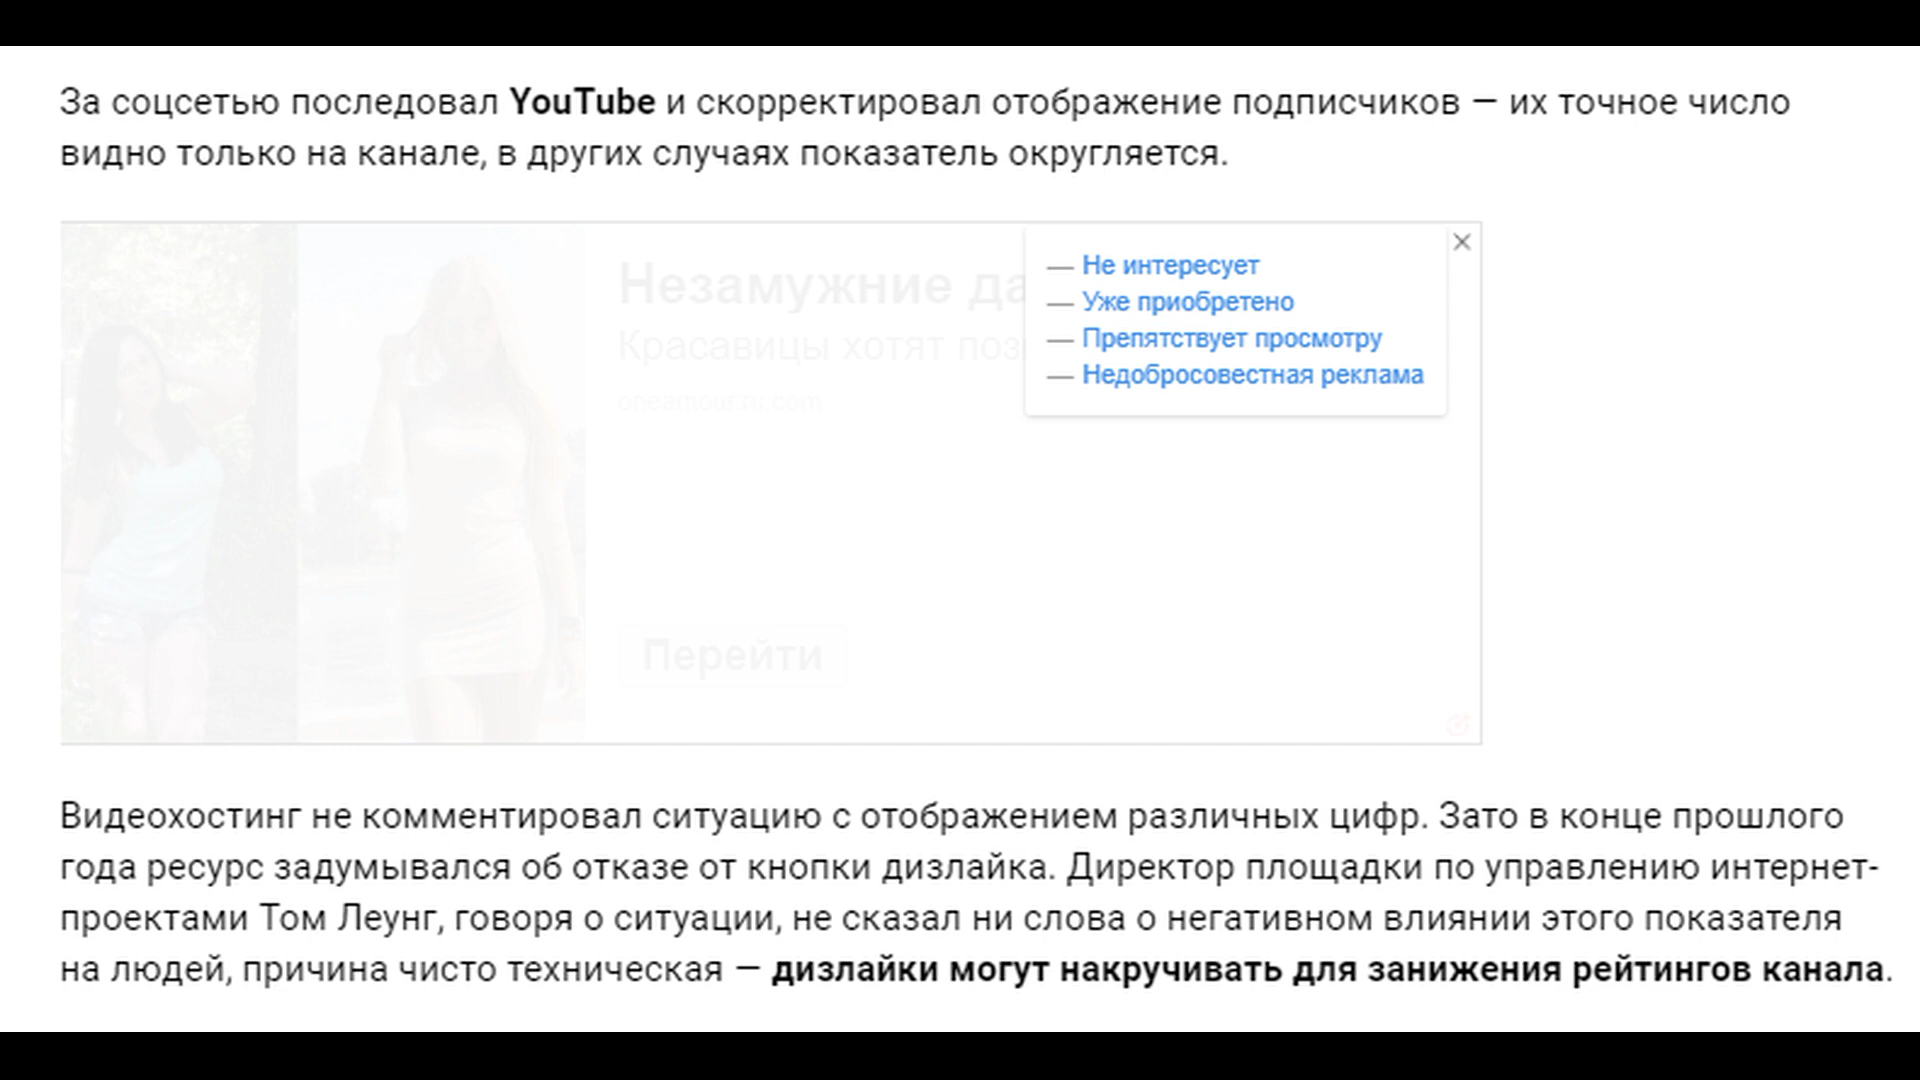 За соцсетью последовал YouTube и скорректировал отображение подписчиков — их точное число
видно только на канале, в других случаях показатель округляется.
Незамужние
Красавицы хотят
oneamour.ru.com
Перейти
— Не интересует
— Уже приобретено
— Препятствует просмотру
— Недобросовестная реклама
Видеохостинг не комментировал ситуацию с отображением различных цифр. Зато в конце прошлого
года ресурс задумывался об отказе от кнопки дизлайка. Директор площадки по управлению интернет-
проектами Том Леунг, говоря о ситуации, не сказал ни слова о негативном влиянии этого показателя
на людей, причина чисто техническая — дизлайки могут накручивать для занижения рейтингов канала.